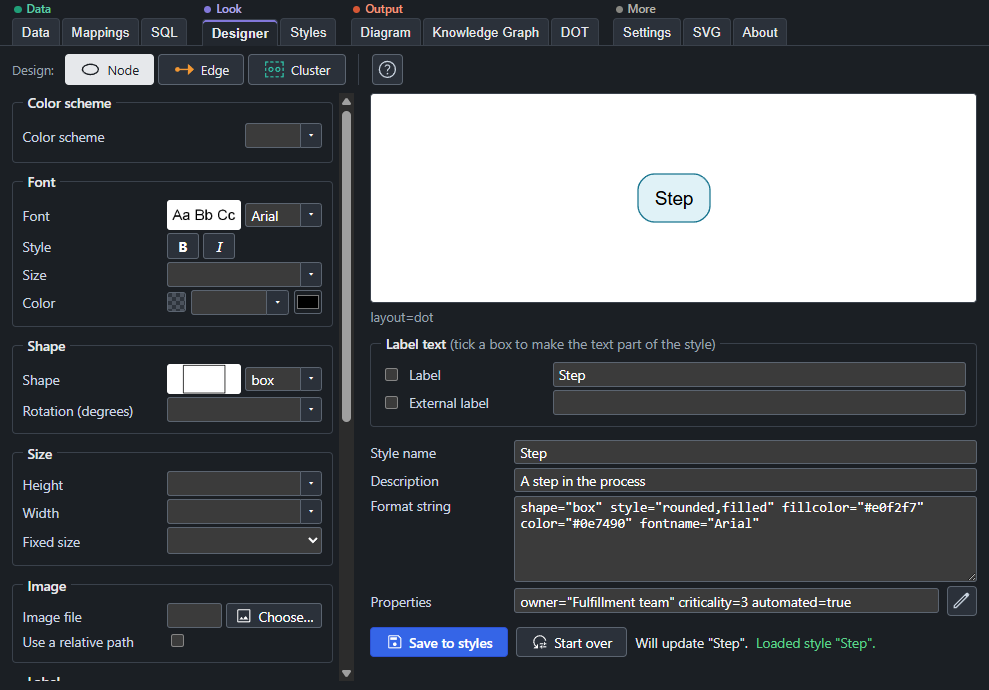 Data Look Output More
Data Mappings SQL Designer Styles Diagram Knowledge Graph DOT Settings SVG About
Design: Node Edge Cluster ?
Color scheme
Color scheme
Font
Font Aa Bb Cc Arial
Style B I
Size
Color
Shape
Shape box
Rotation (degrees)
Size
Height
Width
Fixed size
Image
Image file Choose...
Use a relative path
Step
layout=dot
Label text (tick a box to make the text part of the style)
Label Step
External label
Style name Step
Description A step in the process
Format string shape="box" style="rounded,filled" fillcolor="#e0f2f7"
color="#0e7490" fontname="Arial"
Properties owner="Fulfillment team" criticality=3 automated=true
Save to styles Start over Will update "Step". Loaded style "Step".